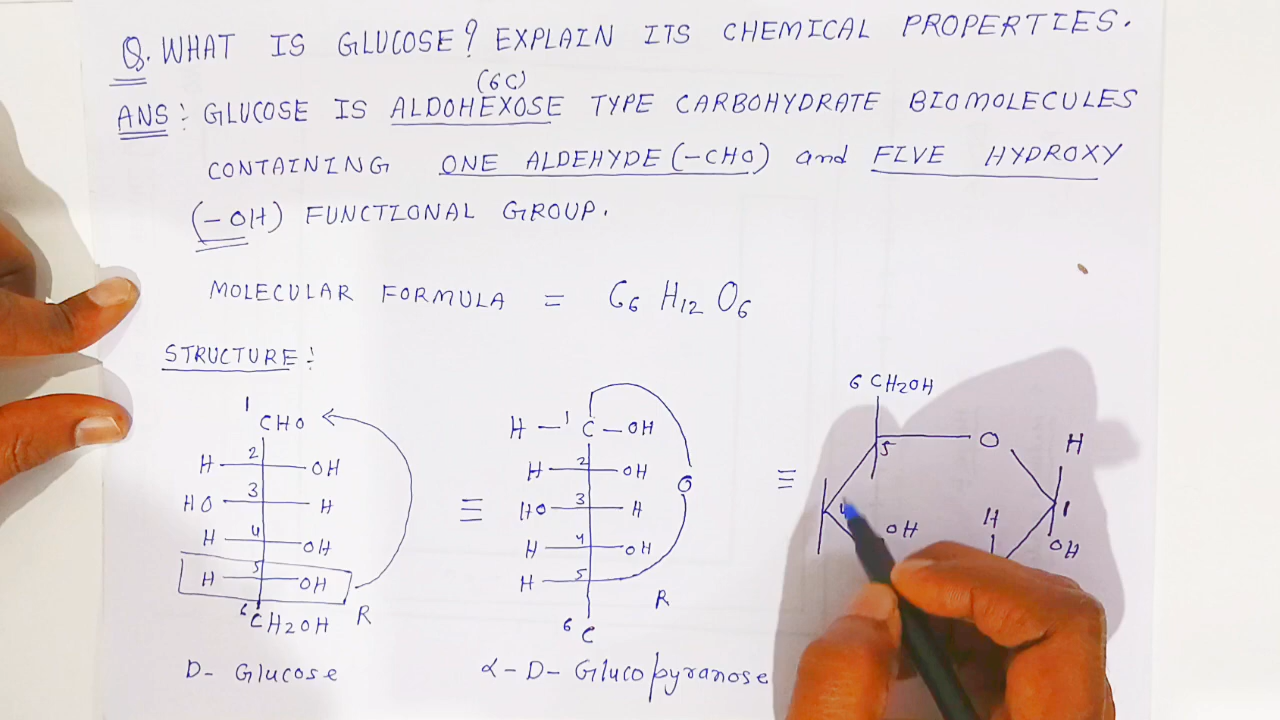 Q. WHAT IS GLUCOSE? EXPLAIN ITS CHEMICAL PROPERTIES.
(6C)
ANS: GLUCOSE IS ALDOHEXOSE TYPE CARBOHYDRATE BIOMOLECULES
CONTAINING ONE ALDEHYDE (-CHO) and FIVE HYDROXY
(-OH) FUNCTIONAL GROUP.
MOLECULAR FORMULA = C6 H12 O6
STRUCTURE:
1 CHO
H 2 OH
HO 3 H
H 4 OH
H 5 OH
6 CH2OH R
D- Glucose
≡
H - 1 C - OH
H 2 OH
HO 3 H
H 4 OH
H 5 O
6 C R
α-D-Glucopyranose
≡
6 CH2OH
5 O H
4 OH H 1 OH